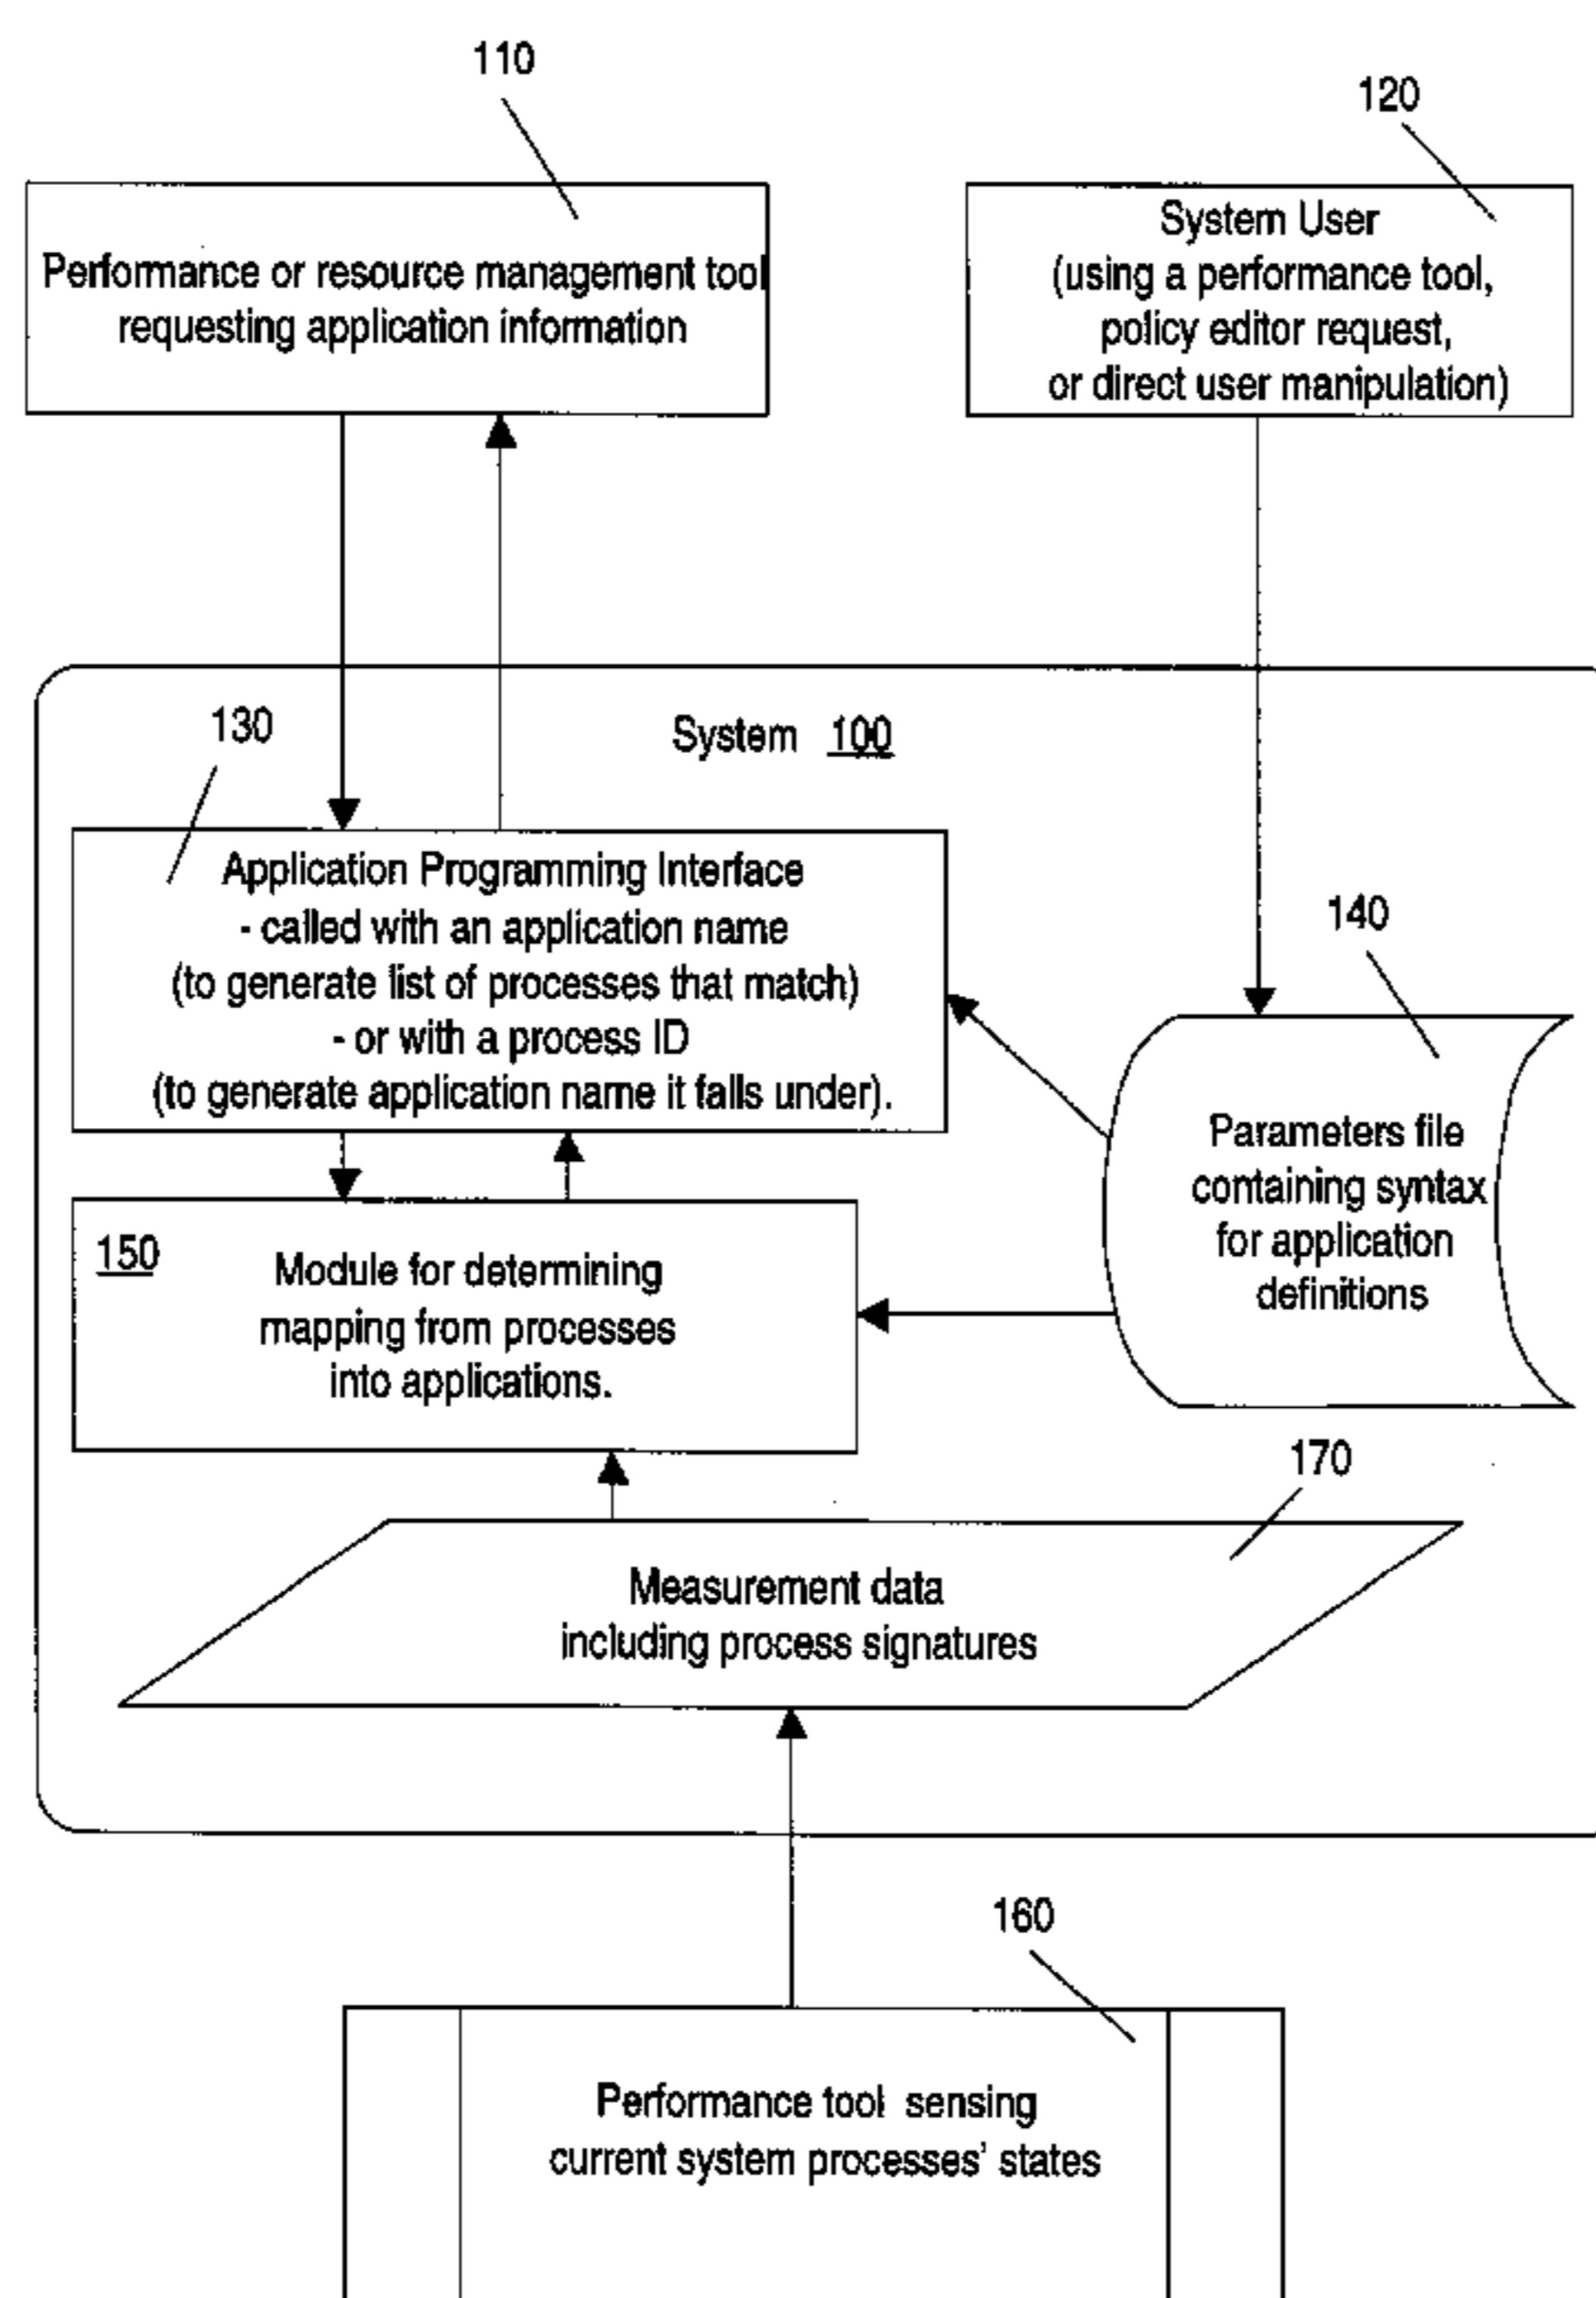 110
120
Performance or resource management tool
requesting application information
System User
(using a performance tool,
policy editor request,
or direct user manipulation)
System 100
130
Application Programming Interface
- called with an application name
(to generate list of processes that match)
- or with a process ID
(to generate application name it falls under).
140
Parameters file
containing syntax
for application
definitions
150
Module for determining
mapping from processes
into applications.
170
Measurement data
including process signatures
160
Performance tool sensing
current system processes' states